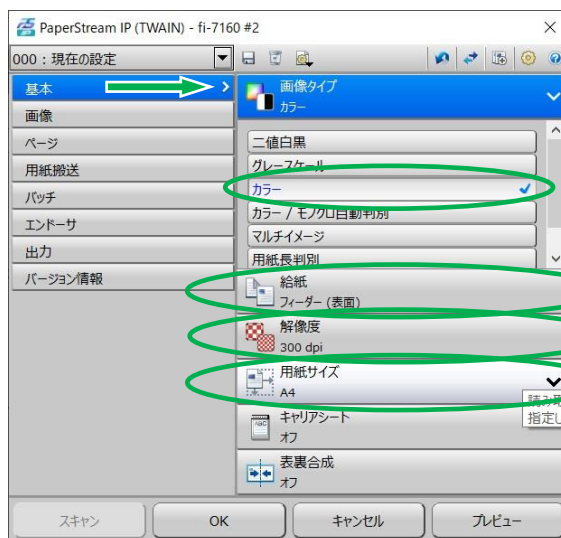 PaperStream IP (TWAIN) - fi-7160 #2
000：現在の設定
基本
画像
ページ
用紙搬送
バッチ
エンドーサ
出力
バージョン情報
画像タイプ
カラー
二値白黒
グレースケール
カラー
カラー / モノクロ自動判別
マルチイメージ
用紙長判別
給紙
フィーダー (表面)
解像度
300 dpi
用紙サイズ
A4
読み取
指定し
キャリアシート
オフ
表裏合成
オフ
スキャン
OK
キャンセル
プレビュー